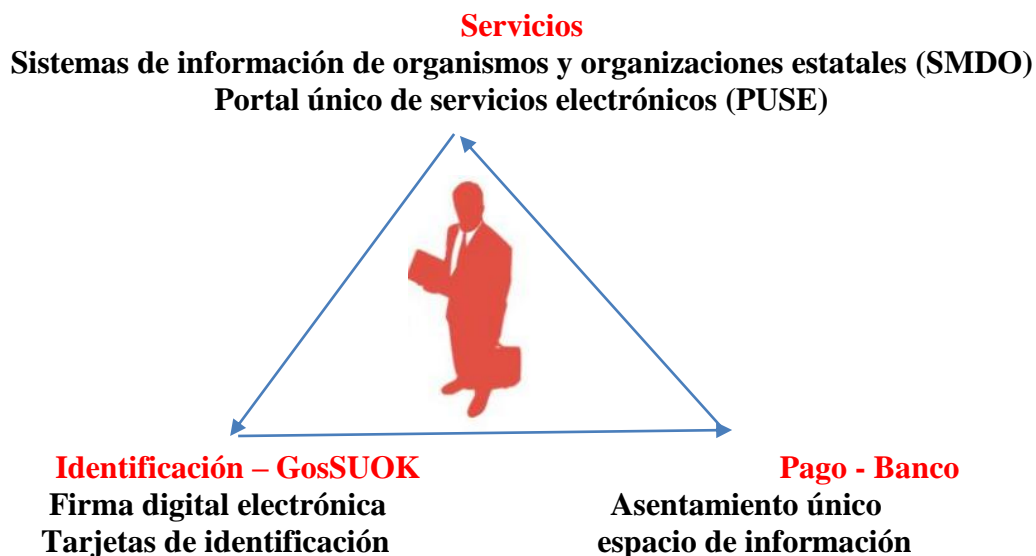 Servicios
Sistemas de información de organismos y organizaciones estatales (SMDO)
Portal único de servicios electrónicos (PUSE)
Identificación – GosSUOK
Firma digital electrónica
Tarjetas de identificación
Pago - Banco
Asentamiento único
espacio de información